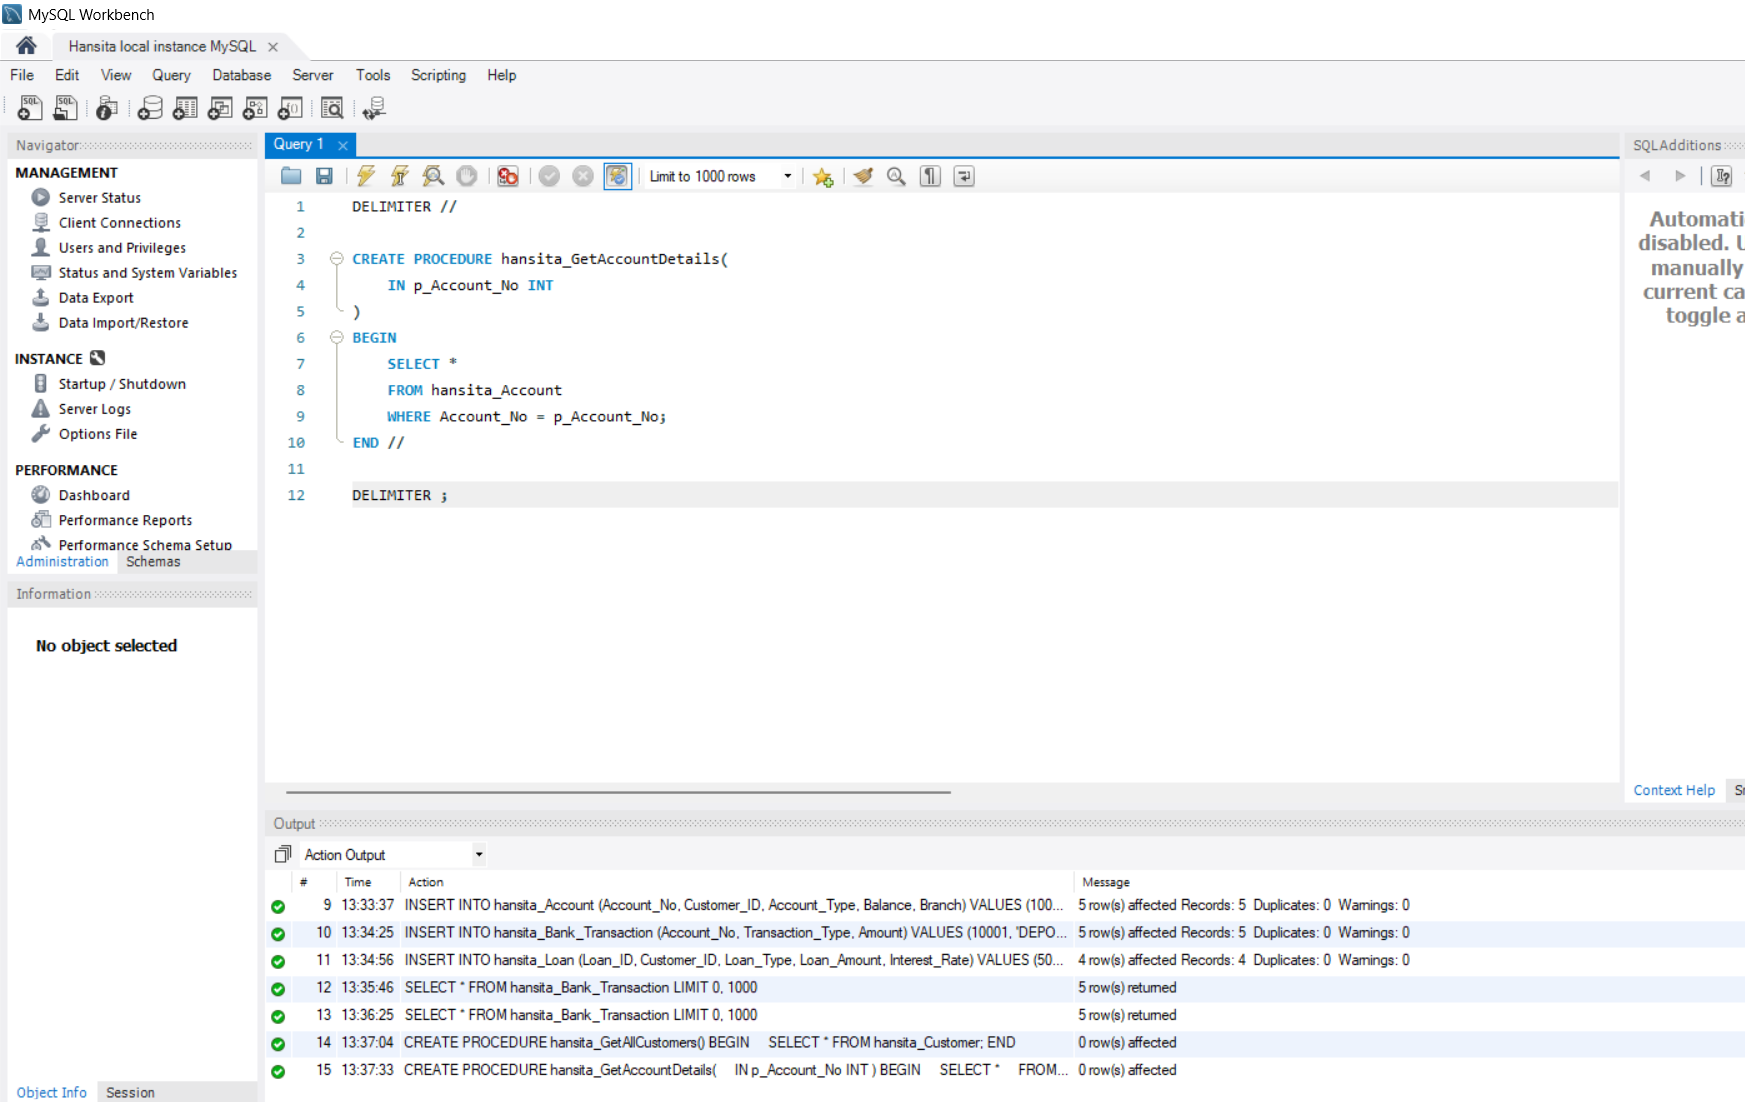 MySQL Workbench
Hansita local instance MySQL
File Edit View Query Database Server Tools Scripting Help
Navigator
MANAGEMENT
Server Status
Client Connections
Users and Privileges
Status and System Variables
Data Export
Data Import/Restore
INSTANCE
Startup / Shutdown
Server Logs
Options File
PERFORMANCE
Dashboard
Performance Reports
Performance Schema Setup
Administration Schemas
Information
No object selected
Object Info Session
Query 1
Limit to 1000 rows
1 DELIMITER //
2
3 CREATE PROCEDURE hansita_GetAccountDetails(
4 IN p_Account_No INT
5 )
6 BEGIN
7 SELECT *
8 FROM hansita_Account
9 WHERE Account_No = p_Account_No;
10 END //
11
12 DELIMITER ;
SQLAdditions
Automati
disabled. U
manually
current ca
toggle a
Context Help Sn
Output
Action Output
# Time Action Message
9 13:33:37 INSERT INTO hansita_Account (Account_No, Customer_ID, Account_Type, Balance, Branch) VALUES (100... 5 row(s) affected Records: 5 Duplicates: 0 Warnings: 0
10 13:34:25 INSERT INTO hansita_Bank_Transaction (Account_No, Transaction_Type, Amount) VALUES (10001, 'DEPO... 5 row(s) affected Records: 5 Duplicates: 0 Warnings: 0
11 13:34:56 INSERT INTO hansita_Loan (Loan_ID, Customer_ID, Loan_Type, Loan_Amount, Interest_Rate) VALUES (50... 4 row(s) affected Records: 4 Duplicates: 0 Warnings: 0
12 13:35:46 SELECT * FROM hansita_Bank_Transaction LIMIT 0, 1000 5 row(s) returned
13 13:36:25 SELECT * FROM hansita_Bank_Transaction LIMIT 0, 1000 5 row(s) returned
14 13:37:04 CREATE PROCEDURE hansita_GetAllCustomers() BEGIN SELECT * FROM hansita_Customer; END 0 row(s) affected
15 13:37:33 CREATE PROCEDURE hansita_GetAccountDetails( IN p_Account_No INT ) BEGIN SELECT * FROM... 0 row(s) affected